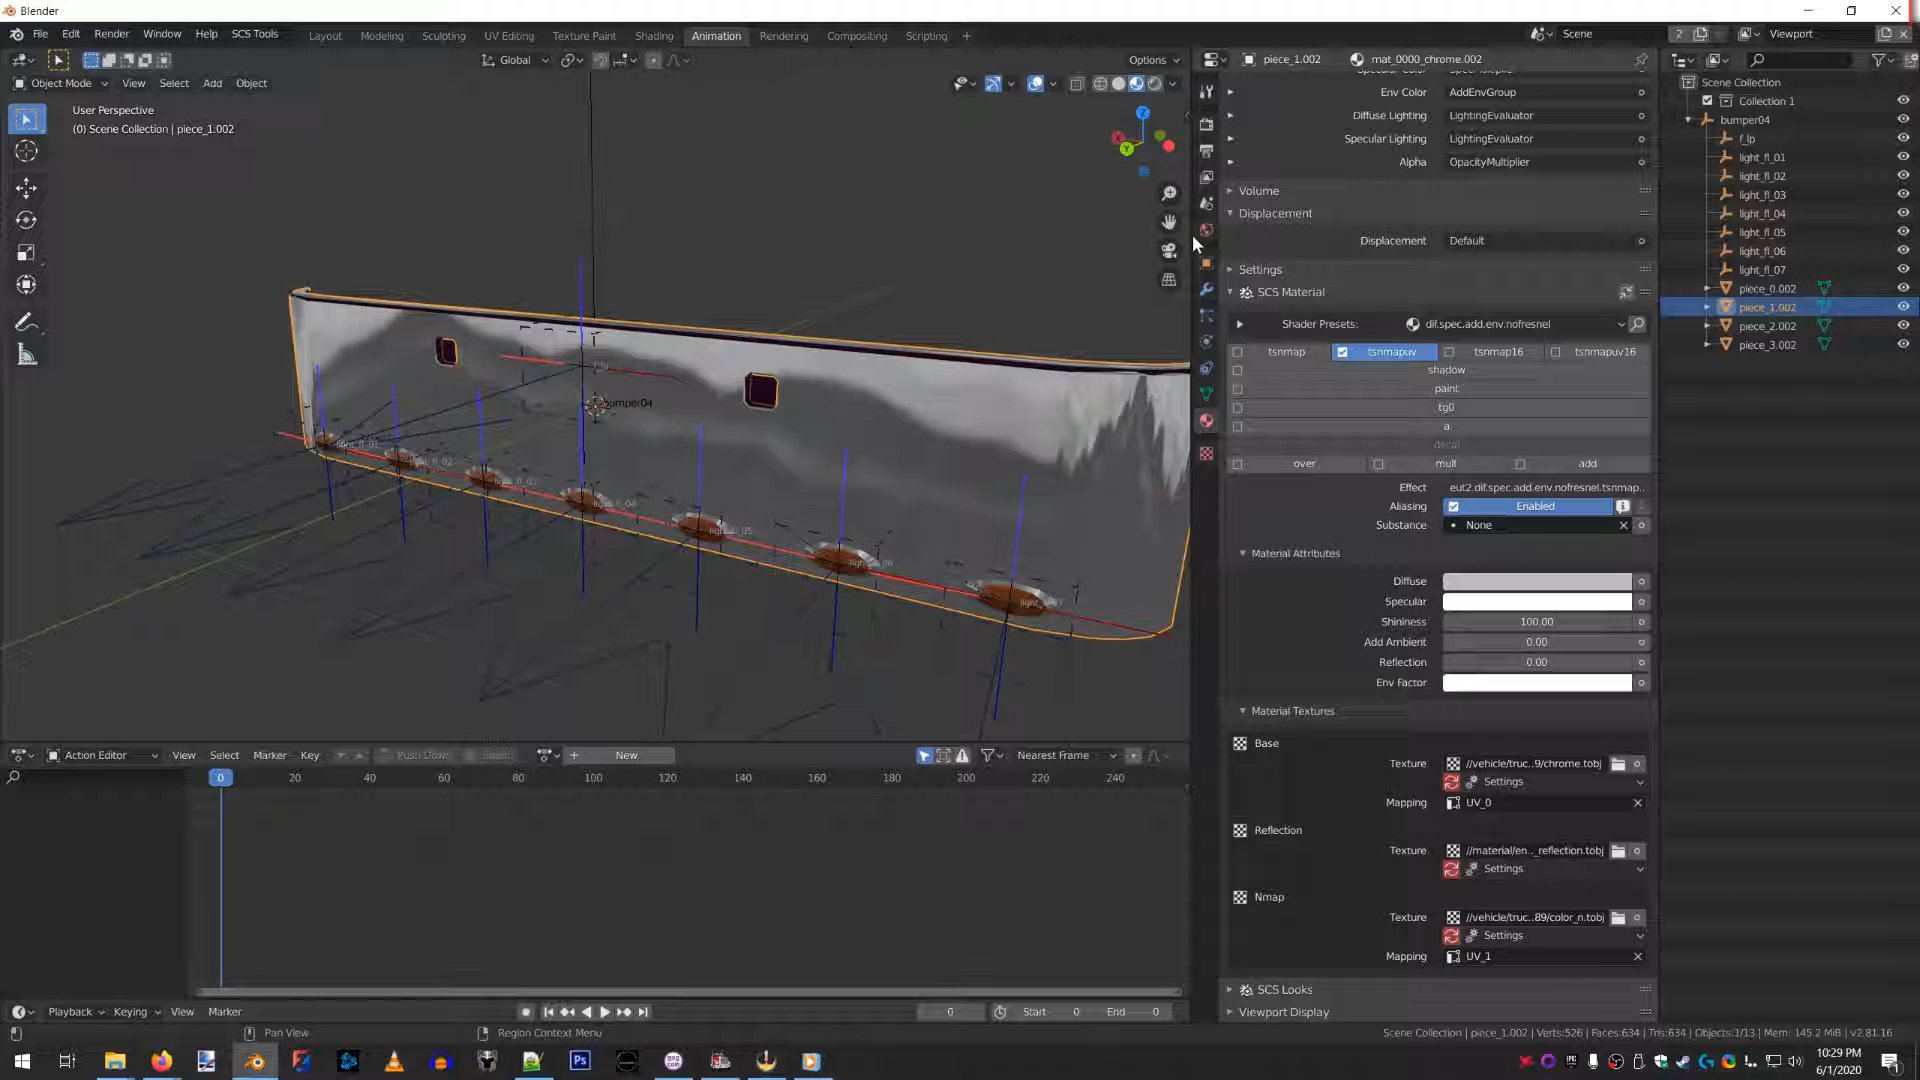 Blender
File Edit Render Window Help SCS Tools Layout Modeling Sculpting UV Editing Texture Paint Shading Animation Rendering Compositing Scripting + Scene 2 Viewport
Global Options piece_1.002 mat_0000_chrome.002
Object Mode View Select Add Object
User Perspective
(0) Scene Collection | piece_1.002
Z
Y
bumper04
Env Color AddEnvGroup
Diffuse Lighting LightingEvaluator
Specular Lighting LightingEvaluator
Alpha OpacityMultiplier
Volume
Displacement
Displacement Default
Settings
SCS Material
Shader Presets: dif.spec.add.env.nofresnel
tsnmap tsnmapuv tsnmap16 tsnmapuv16
shadow
paint
tg0
a
decal
over mult add
Effect eut2.dif.spec.add.env.nofresnel.tsnmap..
Aliasing Enabled
Substance None
Material Attributes
Diffuse
Specular
Shininess 100.00
Add Ambient 0.00
Reflection 0.00
Env Factor
Material Textures
Base
Texture //vehicle/truc..9/chrome.tobj
Settings
Mapping UV_0
Reflection
Texture //material/en.._reflection.tobj
Settings
Nmap
Texture //vehicle/truc..89/color_n.tobj
Settings
Mapping UV_1
SCS Looks
Viewport Display
Scene Collection
Collection 1
bumper04
f_lp
light_fl_01
light_fl_02
light_fl_03
light_fl_04
light_fl_05
light_fl_06
light_fl_07
piece_0.002
piece_1.002
piece_2.002
piece_3.002
Action Editor View Select Marker Key Push Down New Nearest Frame
0 20 40 60 80 100 120 140 160 180 200 220 240
Playback Keying View Marker 0 Start 0 End 0
Pan View Region Context Menu Scene Collection | piece_1.002 | Verts:526 | Faces:634 | Tris:634 | Objects:1/13 | Mem: 145.2 MiB | v2.81.16
Ps
10:29 PM
6/1/2020